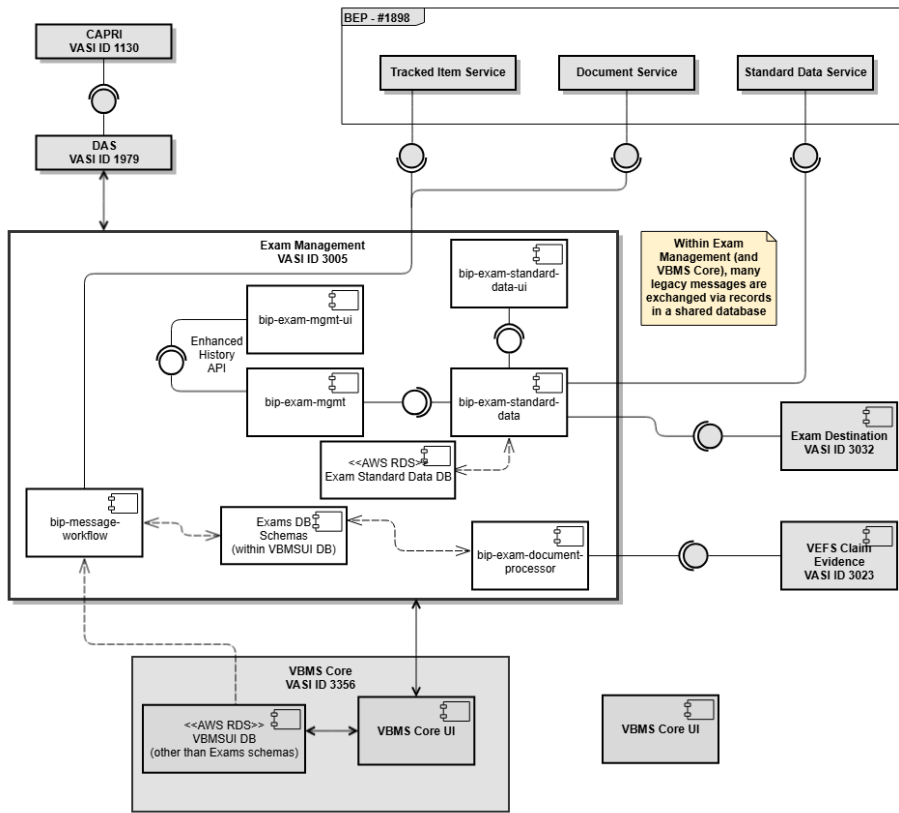 BEP - #1898
CAPRI
VASI ID 1130
Tracked Item Service
Document Service
Standard Data Service
DAS
VASI ID 1979
Exam Management
VASI ID 3005
Within Exam
Management (and
VBMS Core), many
legacy messages are
exchanged via records
in a shared database
bip-exam-standard-
data-ui
bip-exam-mgmt-ui
Enhanced
History
API
bip-exam-mgmt
bip-exam-standard-
data
Exam Destination
VASI ID 3032
<<AWS RDS>>
Exam Standard Data DB
bip-message-
workflow
Exams DB
Schemas
(within VBMSUI DB)
bip-exam-document-
processor
VEFS Claim
Evidence
VASI ID 3023
VBMS Core
VASI ID 3356
<<AWS RDS>>
VBMSUI DB
(other than Exams schemas)
VBMS Core UI
VBMS Core UI